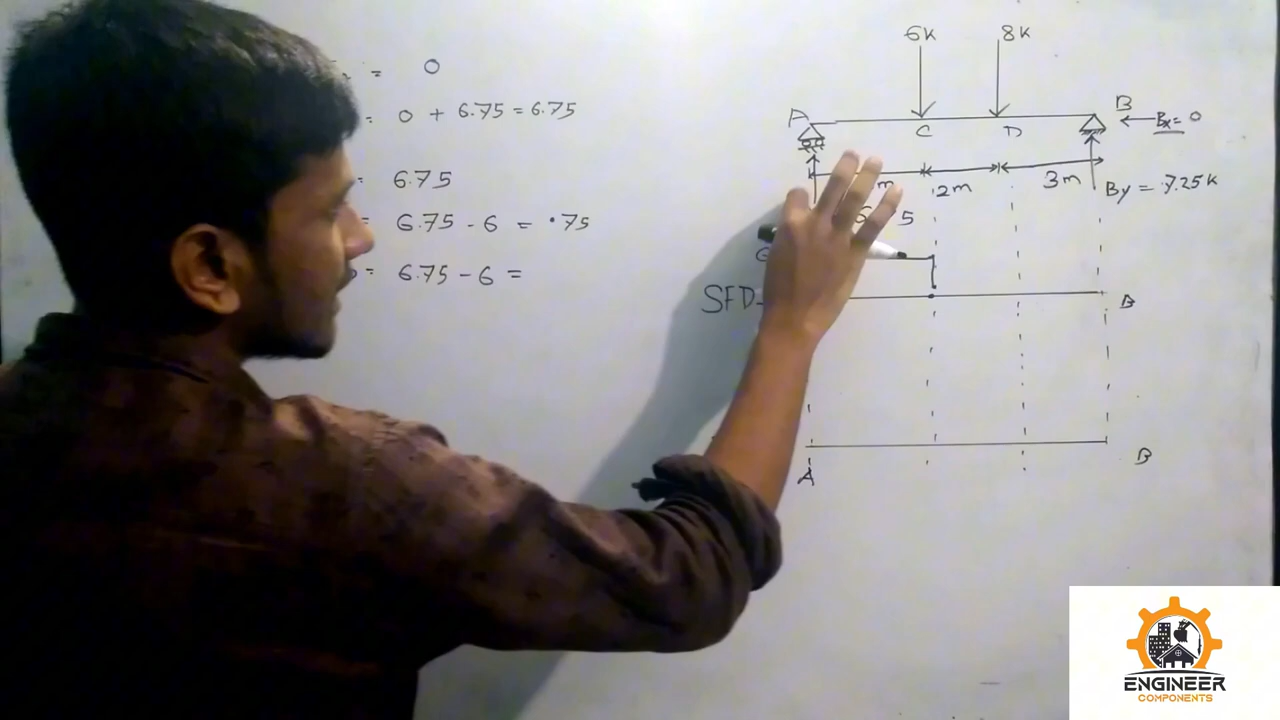 = 0
= 0 + 6.75 = 6.75
6.75
= 6.75 - 6 = .75
= 6.75 - 6 =
6k 8k
A C D B
Bx = 0
m 2m 3m
By = 7.25k
5
SFD
B
A B
ENGINEER
COMPONENTS